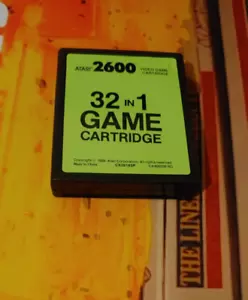 ATARI 2600 VIDEO GAME
CARTRIDGE
32 IN 1
GAME
CARTRIDGE
THE LINE